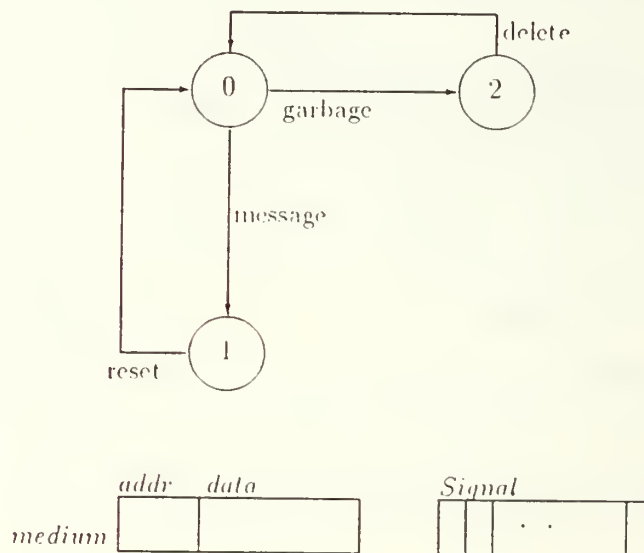 delete
0
2
garbage
message
1
reset
addr data
Signal
medium
. .